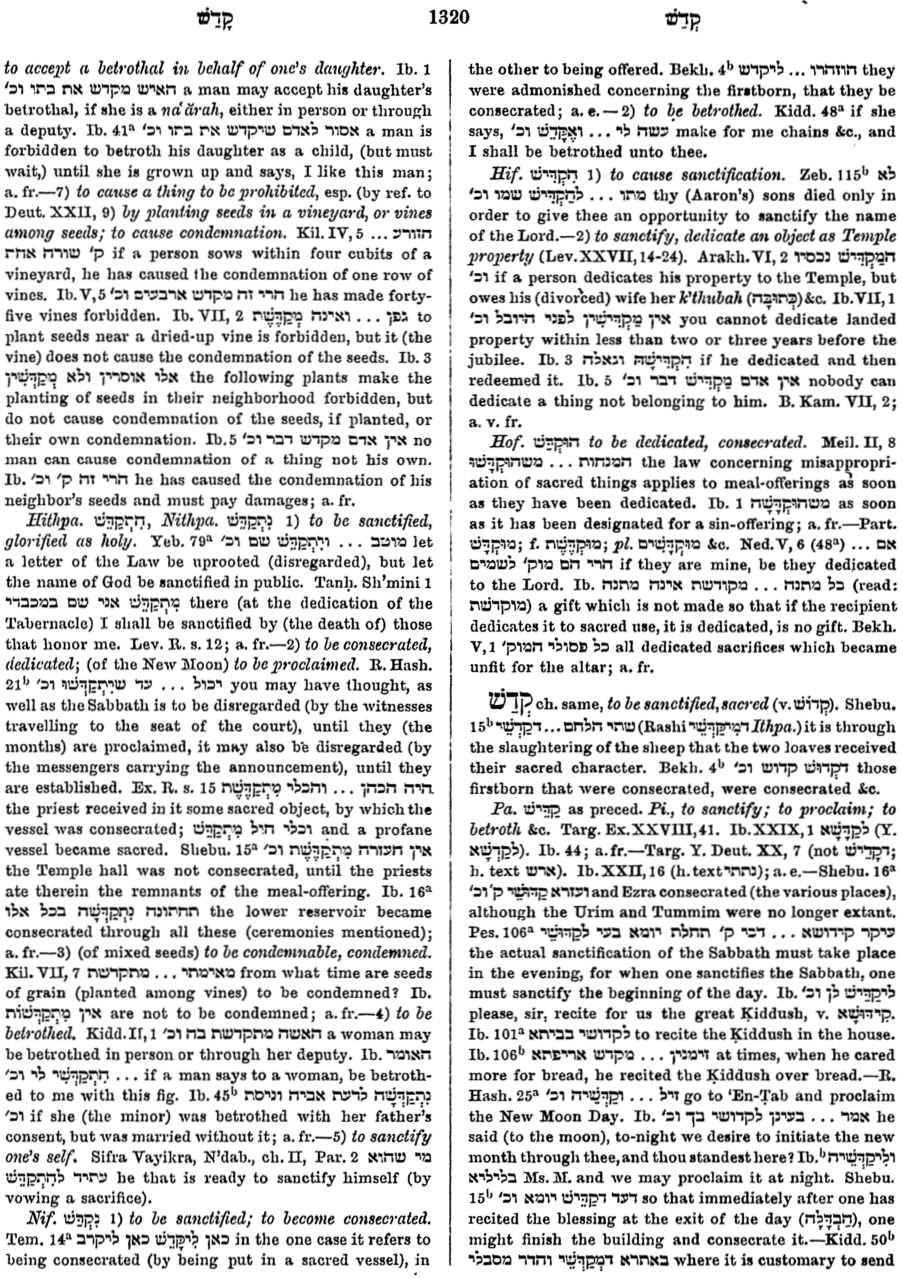 קָדַשׁ 1320 קְדַשׁ
to accept a betrothal in behalf of one's daughter. Ib. 1
האיש מקדש את בתו וכ׳ a man may accept his daughter's
betrothal, if she is a na‘ărah, either in person or through
a deputy. Ib. 41ᵃ אסור לאדם שיקדש את בתו וכ׳ a man is
forbidden to betroth his daughter as a child, (but must
wait,) until she is grown up and says, I like this man;
a. fr.—7) to cause a thing to be prohibited, esp. (by ref. to
Deut. XXII, 9) by planting seeds in a vineyard, or vines
among seeds; to cause condemnation. Kil. IV, 5 ... הזורע
ק׳ שורה אחת if a person sows within four cubits of a
vineyard, he has caused the condemnation of one row of
vines. Ib. V, 5 הרי זה מקדש ארבעים וכ׳ he has made forty-
five vines forbidden. Ib. VII, 2 גפן ... ואינה מְקַדֶּשֶׁת to
plant seeds near a dried-up vine is forbidden, but it (the
vine) does not cause the condemnation of the seeds. Ib. 3
אלו אוסרין ולא מְקַדְּשִׁין the following plants make the
planting of seeds in their neighborhood forbidden, but
do not cause condemnation of the seeds, if planted, or
their own condemnation. Ib. 5 אין אדם מקדש דבר וכ׳ no
man can cause condemnation of a thing not his own.
Ib. הרי זה ק׳ וכ׳ he has caused the condemnation of his
neighbor's seeds and must pay damages; a. fr.
Hithpa. הִתְקַדֵּשׁ, Nithpa. נִתְקַדֵּשׁ 1) to be sanctified,
glorified as holy. Yeb. 79ᵃ מוטב ... ויִתְקַדֵּשׁ שם וכ׳ let
a letter of the Law be uprooted (disregarded), but let
the name of God be sanctified in public. Tanḥ. Sh'mini 1
מִתְקַדֵּשׁ אני שם במכבדי there (at the dedication of the
Tabernacle) I shall be sanctified by (the death of) those
that honor me. Lev. R. s. 12; a. fr.—2) to be consecrated,
dedicated; (of the New Moon) to be proclaimed. R. Hash.
21ᵇ יכול ... עד שיִתְקַדְּשׁוּ וכ׳ you may have thought, as
well as the Sabbath is to be disregarded (by the witnesses
travelling to the seat of the court), until they (the
months) are proclaimed, it may also be disregarded (by
the messengers carrying the announcement), until they
are established. Ex. R. s. 15 היה הכהן ... והכלי מִתְקַדֶּשֶׁת
the priest received in it some sacred object, by which the
vessel was consecrated; וכלי חול מִתְקַדֵּשׁ and a profane
vessel became sacred. Shebu. 15ᵃ אין העזרה מִתְקַדֶּשֶׁת וכ׳
the Temple hall was not consecrated, until the priests
ate therein the remnants of the meal-offering. Ib. 16ᵃ
תחתונה נִתְקַדְּשָׁה בכל אלו the lower reservoir became
consecrated through all these (ceremonies mentioned);
a. fr.—3) (of mixed seeds) to be condemnable, condemned.
Kil. VII, 7 מאימתי ... מתקדשת from what time are seeds
of grain (planted among vines) to be condemned? Ib.
אין מִתְקַדְּשׁוֹת are not to be condemned; a. fr.—4) to be
betrothed. Kidd. II, 1 האשה מתקדשת בה וכ׳ a woman may
be betrothed in person or through her deputy. Ib. האומר
הִתְקַדְּשִׁי לי וכ׳ ... if a man says to a woman, be betroth-
ed to me with this fig. Ib. 45ᵇ נִתְקַדְּשָׁה לדעת אביה וניסת
וכ׳ if she (the minor) was betrothed with her father's
consent, but was married without it; a. fr.—5) to sanctify
one's self. Sifra Vayikra, N'dab., ch. II, Par. 2 מי שהוא
עתיד לְהִתְקַדֵּשׁ he that is ready to sanctify himself (by
vowing a sacrifice).
Nif. נִקְדַּשׁ 1) to be sanctified; to become consecrated.
Tem. 14ᵃ כאן לִיקָּדֵשׁ כאן ליקרב in the one case it refers to
being consecrated (by being put in a sacred vessel), in
the other to being offered. Bekh. 4ᵇ הוזהרו ... ליקדש they
were admonished concerning the firstborn, that they be
consecrated; a. e.—2) to be betrothed. Kidd. 48ᵃ if she
says, עשה לי ... ואֶקָּדֵשׁ וכ׳ make for me chains &c., and
I shall be betrothed unto thee.
Hif. הִקְדִּישׁ 1) to cause sanctification. Zeb. 115ᵇ לא
מתו ... להַקְדִּישׁ שמו וכ׳ thy (Aaron's) sons died only in
order to give thee an opportunity to sanctify the name
of the Lord.—2) to sanctify, dedicate an object as Temple
property (Lev. XXVII, 14-24). Arakh. VI, 2 המַקְדִּישׁ נכסיו
וכ׳ if a person dedicates his property to the Temple, but
owes his (divorced) wife her k'thubah (כְּתוּבָּה) &c. Ib. VII, 1
אין מַקְדִּישִׁין לפני היובל וכ׳ you cannot dedicate landed
property within less than two or three years before the
jubilee. Ib. 3 הִקְדִּישָׁהּ וגאלה if he dedicated and then
redeemed it. Ib. 5 אין אדם מַקְדִּישׁ דבר וכ׳ nobody can
dedicate a thing not belonging to him. B. Kam. VII, 2;
a. v. fr.
Hof. הוּקְדַּשׁ to be dedicated, consecrated. Meil. II, 8
המנחות ... משהוּקְדְּשׁוּ the law concerning misappropri-
ation of sacred things applies to meal-offerings as soon
as they have been dedicated. Ib. 1 משהוּקְדְּשָׁה as soon
as it has been designated for a sin-offering; a. fr.—Part.
מוּקְדָּשׁ; f. מוּקְדֶּשֶׁת; pl. מוּקְדָּשִׁים &c. Ned. V, 6 (48ᵃ) ... אם
הרי הם מוק׳ לשמים if they are mine, be they dedicated
to the Lord. Ib. כל מתנה ... מקודשת אינה מתנה (read:
מוקדשת) a gift which is not made so that if the recipient
dedicates it to sacred use, it is dedicated, is no gift. Bekh.
V, 1 כל פסולי המוק׳ all dedicated sacrifices which became
unfit for the altar; a. fr.
קְדַשׁ ch. same, to be sanctified, sacred (v. קָדוֹשׁ). Shebu.
15ᵇ שתי הלחם ... דקַדְשֵׁי׳ (Rashi דמִיקַּדְּשֵׁי׳ Ithpa.) it is through
the slaughtering of the sheep that the two loaves received
their sacred character. Bekh. 4ᵇ דקְדוּשׁ קדוש וכ׳ those
firstborn that were consecrated, were consecrated &c.
Pa. קַדֵּישׁ as preced. Pi., to sanctify; to proclaim; to
betroth &c. Targ. Ex. XXVIII, 41. Ib. XXIX, 1 לקַדָּשָׁא (Y.
לקַדְּשָׁא). Ib. 44; a. fr.—Targ. Y. Deut. XX, 7 (not דקַדֵּישׁ;
h. text ארש). Ib. XXII, 16 (h. text נתתי); a. e.—Shebu. 16ᵃ
ועזרא קַדּוּשֵׁי ק׳ וכ׳ and Ezra consecrated (the various places),
although the Urim and Tummim were no longer extant.
Pes. 106ᵃ עיקר קידושא ... דכי ק׳ תחלת יומא בעי לקַדּוּשֵׁי
the actual sanctification of the Sabbath must take place
in the evening, for when one sanctifies the Sabbath, one
must sanctify the beginning of the day. Ib. ליקַדֵּישׁ לן וכ׳
please, sir, recite for us the great Ḳiddush, v. קִידּוּשָׁא.
Ib. 101ᵃ לקדושי בביתא to recite the Ḳiddush in the house.
Ib. 106ᵇ זימנין ... מקדש אריפתא at times, when he cared
more for bread, he recited the Ḳiddush over bread.—R.
Hash. 25ᵃ זיל ... וקַדְּשֵׁיה וכ׳ go to ‘En-Tab and proclaim
the New Moon Day. Ib. אמר ... בעינן לקדושי בך וכ׳ he
said (to the moon), to-night we desire to initiate the new
month through thee, and thou standest here? Ib.ᵇ ולִיקַדְּשֵׁיה
בליליא Ms. M. and we may proclaim it at night. Shebu.
15ᵇ דעד דקַדֵּישׁ יומא וכ׳ so that immediately after one has
recited the blessing at the exit of the day (הַבְדָּלָה), one
might finish the building and consecrate it.—Kidd. 50ᵇ
באתרא דמְקַדְּשֵׁי והדר מסבלי where it is customary to send